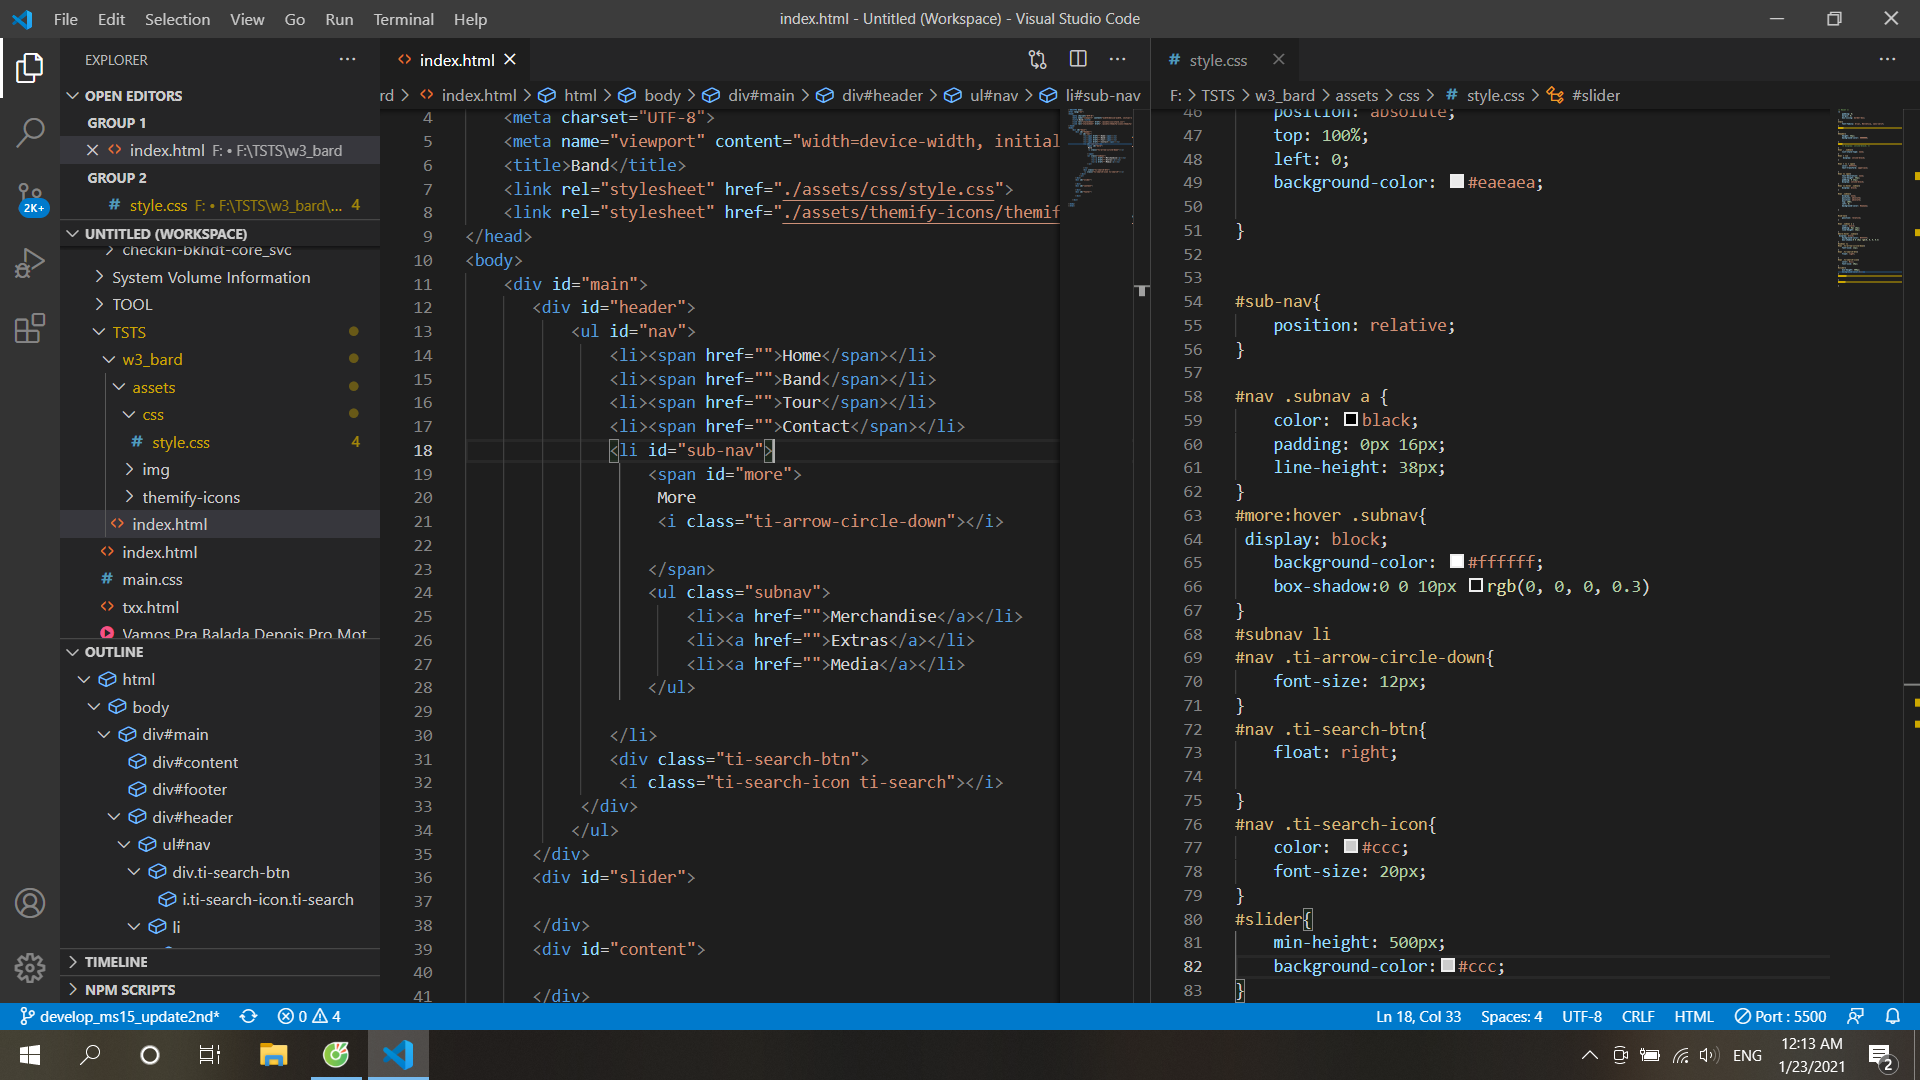 File Edit Selection View Go Run Terminal Help
index.html - Untitled (Workspace) - Visual Studio Code
EXPLORER
OPEN EDITORS
GROUP 1
index.html F: • F:\TSTS\w3_bard
GROUP 2
# style.css F: • F:\TSTS\w3_bard\... 4
UNTITLED (WORKSPACE)
checkin-bkhdt-core_svc
System Volume Information
TOOL
TSTS
w3_bard
assets
css
# style.css 4
img
themify-icons
index.html
index.html
# main.css
txx.html
Vamos Pra Balada Depois Pro Mot
OUTLINE
html
body
div#main
div#content
div#footer
div#header
ul#nav
div.ti-search-btn
i.ti-search-icon.ti-search
li
TIMELINE
NPM SCRIPTS
2K+
index.html
rd > index.html > html > body > div#main > div#header > ul#nav > li#sub-nav
4 <meta charset="UTF-8">
5 <meta name="viewport" content="width=device-width, initial
6 <title>Band</title>
7 <link rel="stylesheet" href="./assets/css/style.css">
8 <link rel="stylesheet" href="./assets/themify-icons/themif
9 </head>
10 <body>
11 <div id="main">
12 <div id="header">
13 <ul id="nav">
14 <li><span href="">Home</span></li>
15 <li><span href="">Band</span></li>
16 <li><span href="">Tour</span></li>
17 <li><span href="">Contact</span></li>
18 <li id="sub-nav">
19 <span id="more">
20 More
21 <i class="ti-arrow-circle-down"></i>
22
23 </span>
24 <ul class="subnav">
25 <li><a href="">Merchandise</a></li>
26 <li><a href="">Extras</a></li>
27 <li><a href="">Media</a></li>
28 </ul>
29
30 </li>
31 <div class="ti-search-btn">
32 <i class="ti-search-icon ti-search"></i>
33 </div>
34 </ul>
35 </div>
36 <div id="slider">
37
38 </div>
39 <div id="content">
40
41 </div>
# style.css
F: > TSTS > w3_bard > assets > css > # style.css > #slider
46 position: absolute;
47 top: 100%;
48 left: 0;
49 background-color: #eaeaea;
50
51 }
52
53
54 #sub-nav{
55 position: relative;
56 }
57
58 #nav .subnav a {
59 color: black;
60 padding: 0px 16px;
61 line-height: 38px;
62 }
63 #more:hover .subnav{
64 display: block;
65 background-color: #ffffff;
66 box-shadow:0 0 10px rgb(0, 0, 0, 0.3)
67 }
68 #subnav li
69 #nav .ti-arrow-circle-down{
70 font-size: 12px;
71 }
72 #nav .ti-search-btn{
73 float: right;
74
75 }
76 #nav .ti-search-icon{
77 color: #ccc;
78 font-size: 20px;
79 }
80 #slider{
81 min-height: 500px;
82 background-color: #ccc;
83 }
develop_ms15_update2nd* 0 4
Ln 18, Col 33 Spaces: 4 UTF-8 CRLF HTML Port : 5500
ENG
12:13 AM
1/23/2021
2